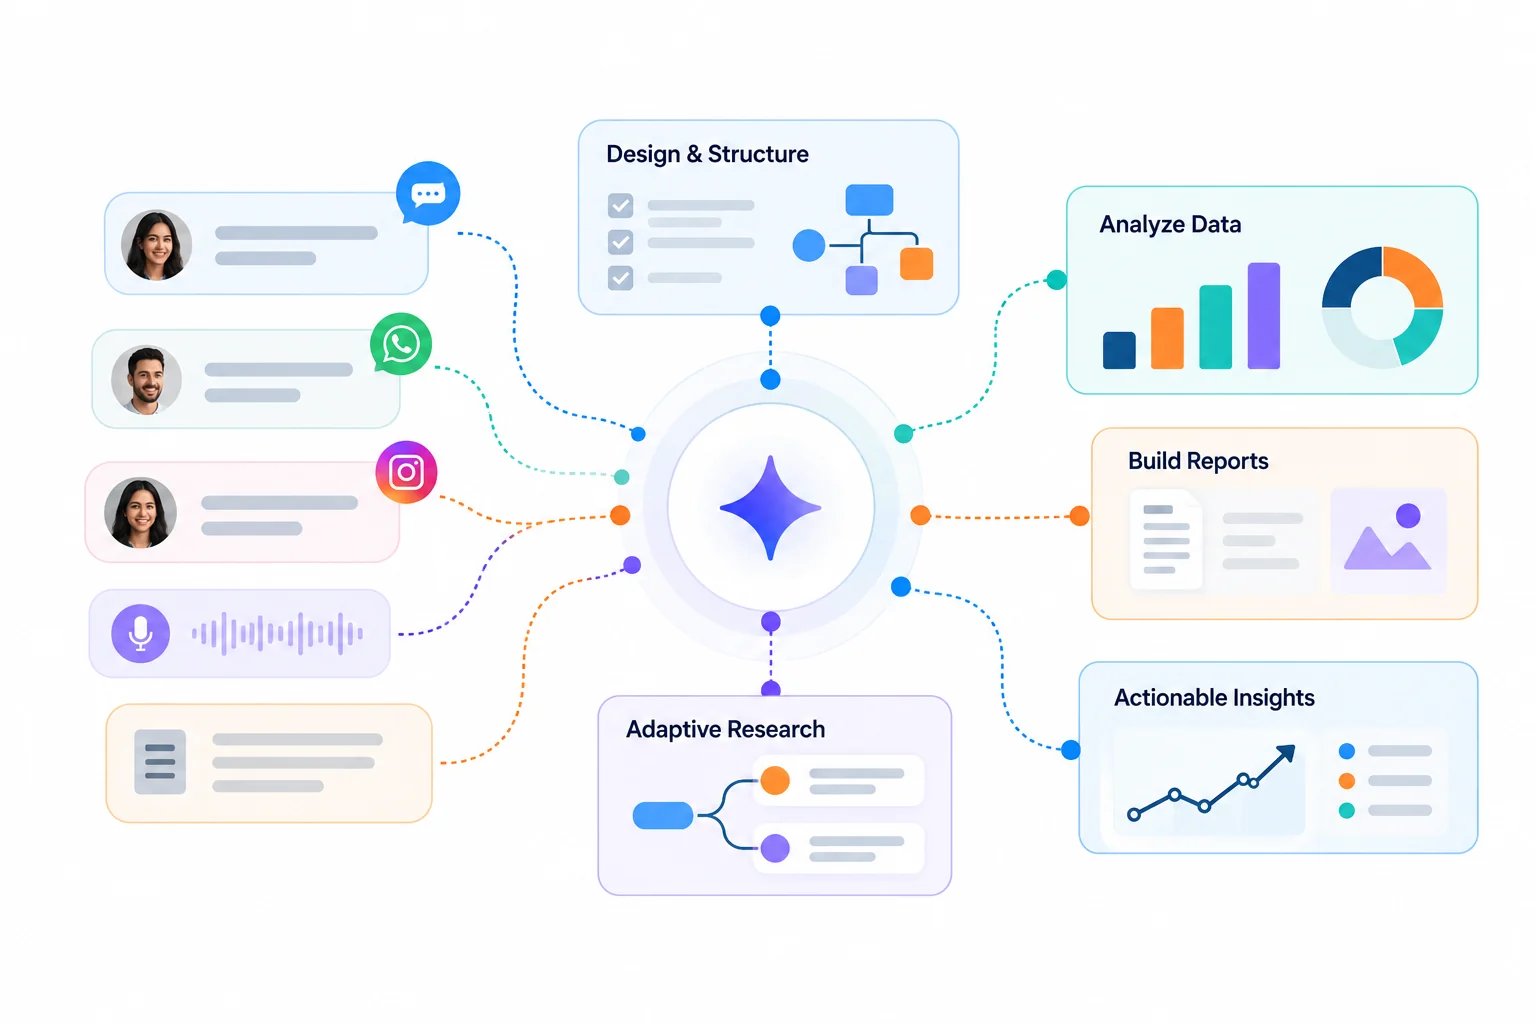 Design & Structure
Analyze Data
Build Reports
Adaptive Research
Actionable Insights